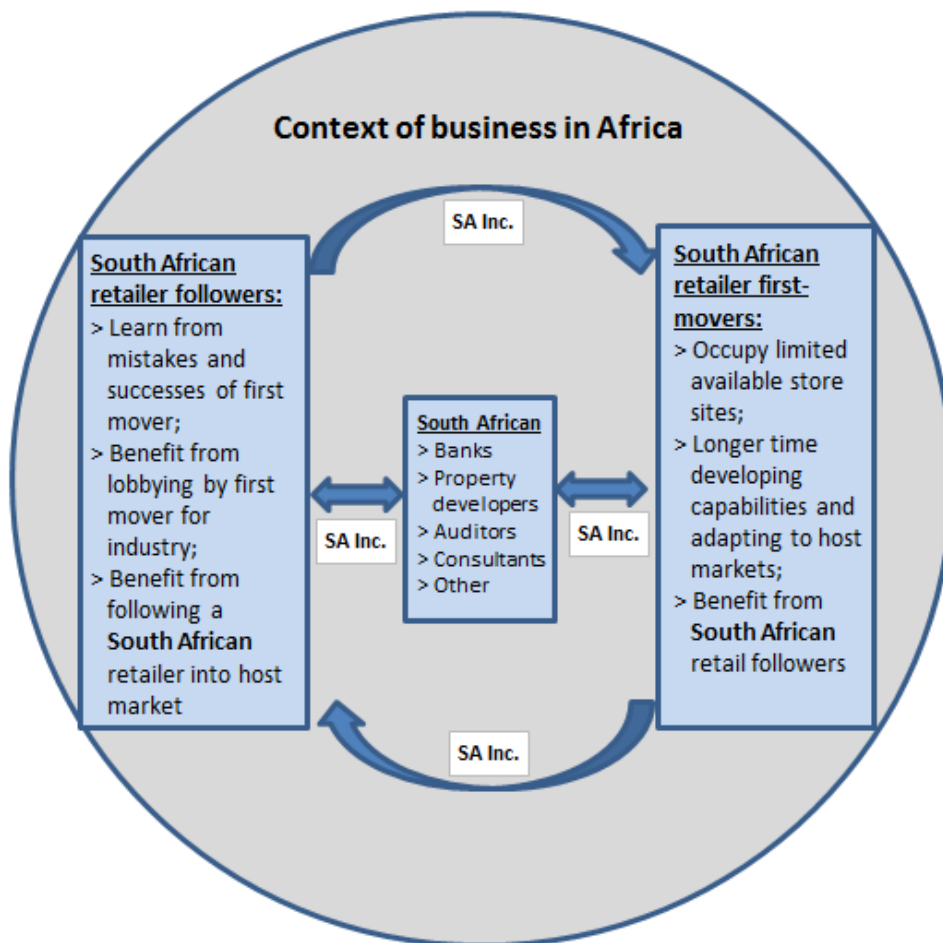 Context of business in Africa
SA Inc.
South African
retailer followers:
> Learn from
mistakes and
successes of first
mover;
> Benefit from
lobbying by first
mover for
industry;
> Benefit from
following a
South African
retailer into host
market
SA Inc.
South African
> Banks
> Property
developers
> Auditors
> Consultants
> Other
SA Inc.
South African
retailer first-
movers:
> Occupy limited
available store
sites;
> Longer time
developing
capabilities and
adapting to host
markets;
> Benefit from
South African
retail followers
SA Inc.